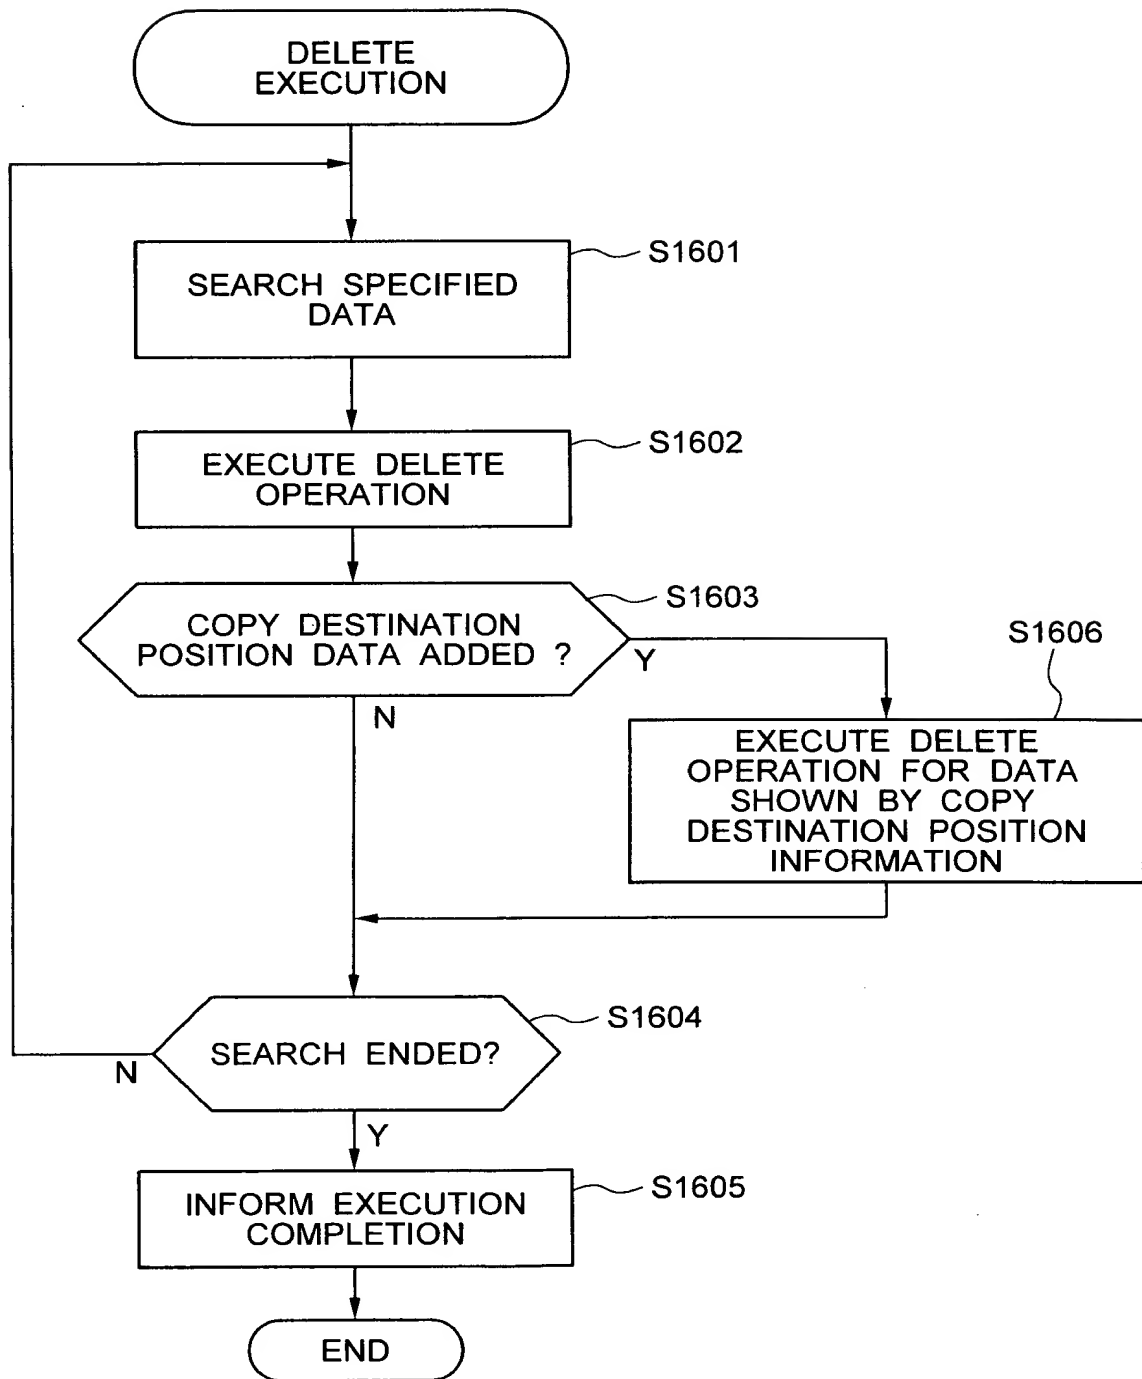 DELETE
EXECUTION
S1601
SEARCH SPECIFIED
DATA
S1602
EXECUTE DELETE
OPERATION
S1603
COPY DESTINATION
POSITION DATA ADDED ?
Y
N
S1606
EXECUTE DELETE
OPERATION FOR DATA
SHOWN BY COPY
DESTINATION POSITION
INFORMATION
S1604
SEARCH ENDED?
N
Y
S1605
INFORM EXECUTION
COMPLETION
END